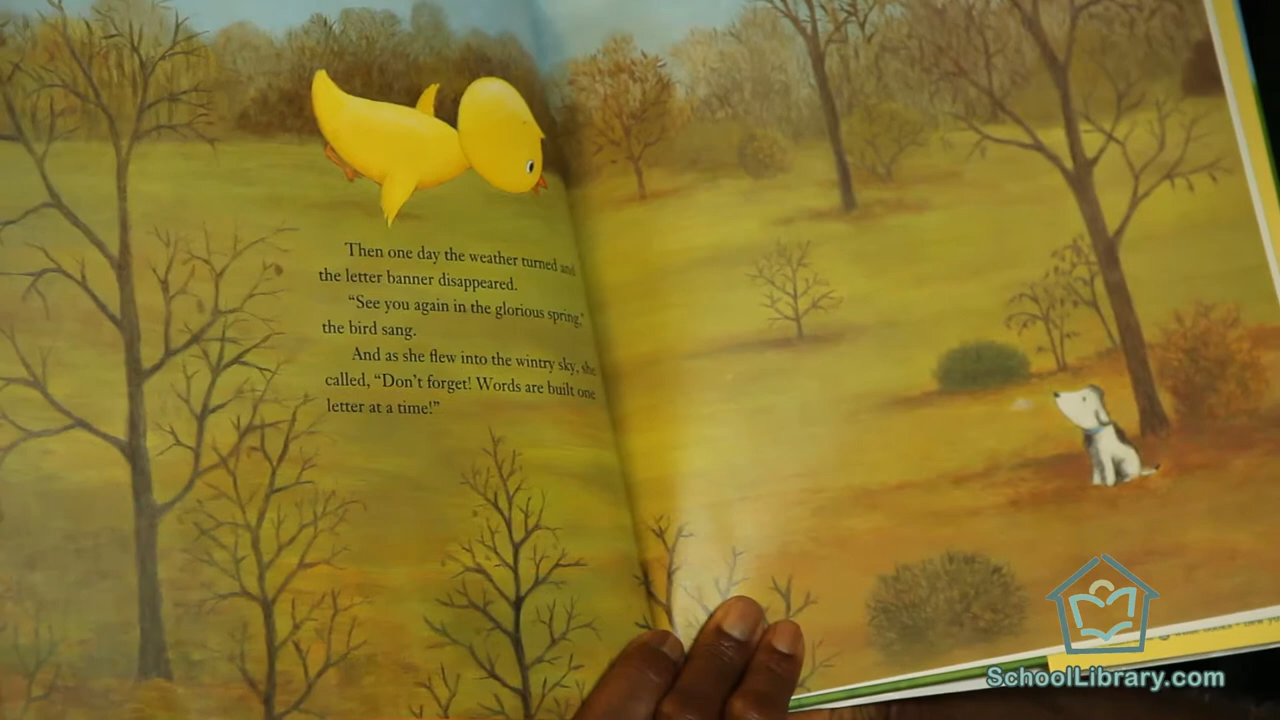 Then one day the weather turned and
the letter banner disappeared.
“See you again in the glorious spring,”
the bird sang.
And as she flew into the wintry sky, she
called, “Don’t forget! Words are built one
letter at a time!”
SchoolLibrary.com